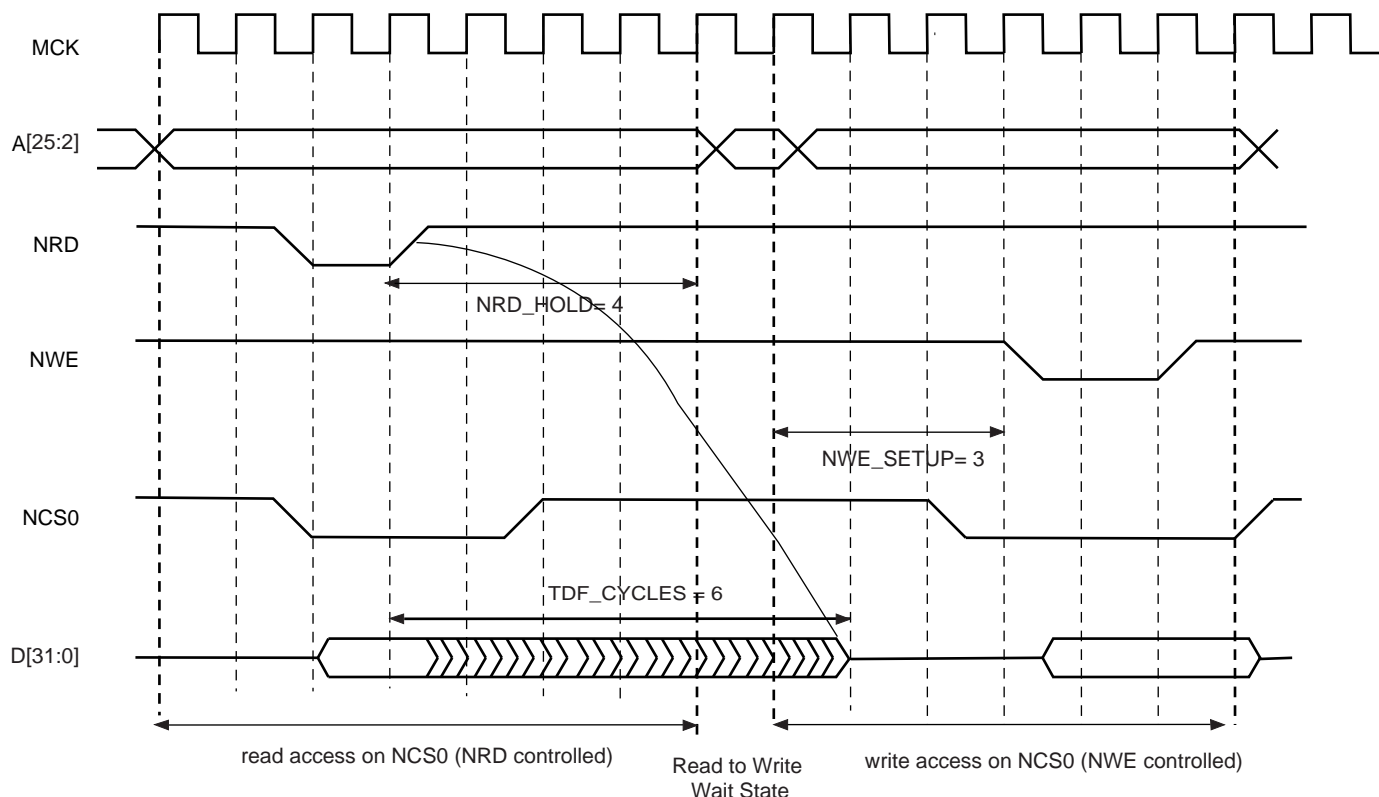 MCK
A[25:2]
NRD
NRD_HOLD= 4
NWE
NWE_SETUP= 3
NCS0
TDF_CYCLES = 6
D[31:0]
read access on NCS0 (NRD controlled)
Read to Write
Wait State
write access on NCS0 (NWE controlled)